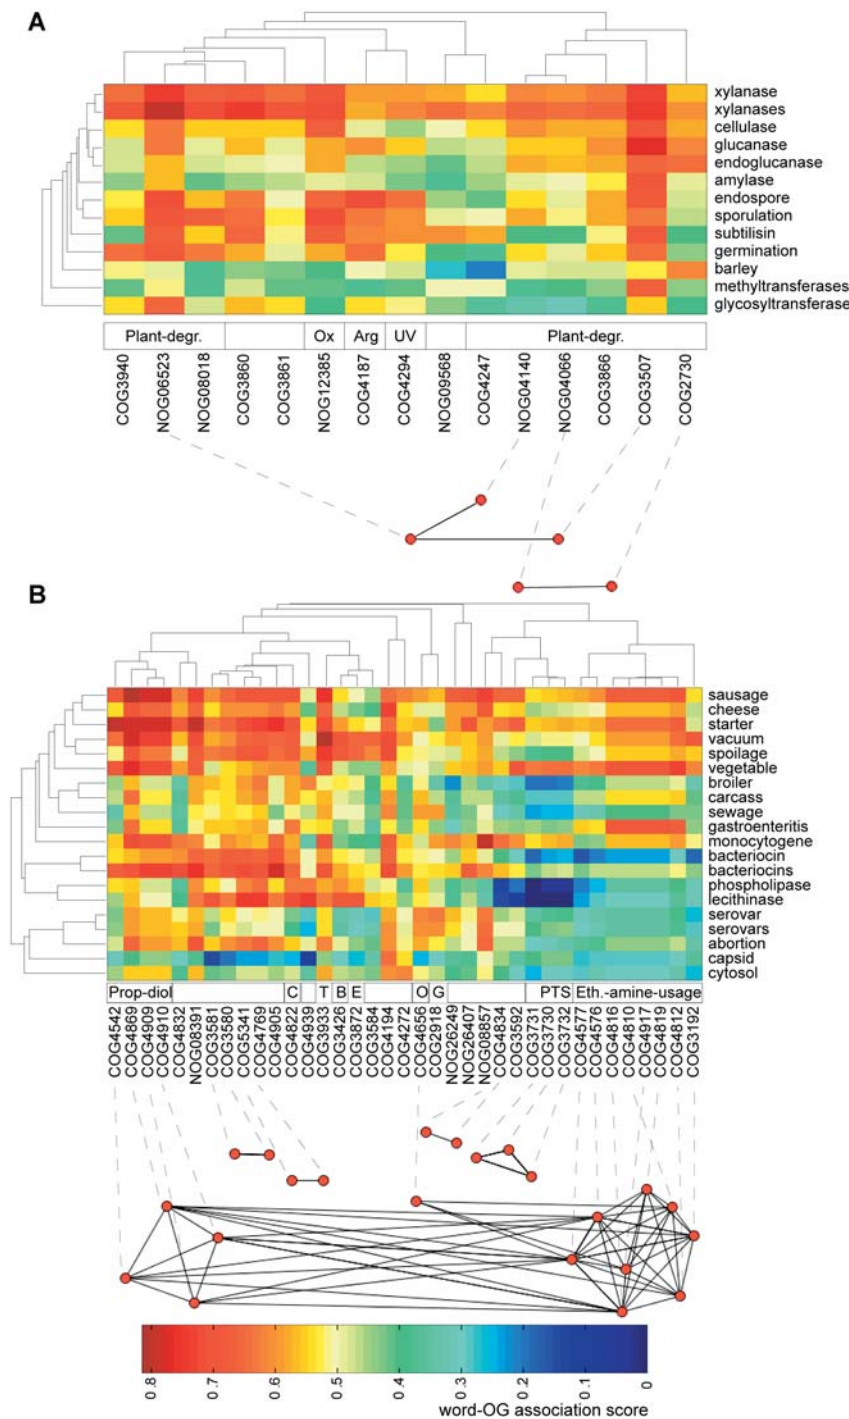 A
xylanase
xylanases
cellulase
glucanase
endoglucanase
amylase
endospore
sporulation
subtilisin
germination
barley
methyltransferases
glycosyltransferase
Plant-degr. Ox Arg UV Plant-degr.
COG3940
NOG06523
NOG08018
COG3860
COG3861
NOG12385
COG4187
COG4294
NOG09568
COG4247
NOG04140
NOG04066
COG3866
COG3507
COG2730
B
sausage
cheese
starter
vacuum
spoilage
vegetable
broiler
carcass
sewage
gastroenteritis
monocytogene
bacteriocin
bacteriocins
phospholipase
lecithinase
serovar
serovars
abortion
capsid
cytosol
Prop-diol C T B E O G PTS Eth.-amine-usage
COG4542
COG4869
COG4909
COG4910
COG4832
NOG08391
COG3581
COG3580
COG5341
COG4769
COG4905
COG4822
COG4939
COG3933
COG3426
COG3872
COG3584
COG4194
COG4272
COG4656
COG2918
NOG26249
NOG26407
NOG08857
COG4834
COG3592
COG3731
COG3730
COG3732
COG4577
COG4576
COG4816
COG4810
COG4917
COG4819
COG4812
COG3192
0.8 0.7 0.6 0.5 0.4 0.3 0.2 0.1 0
word-OG association score